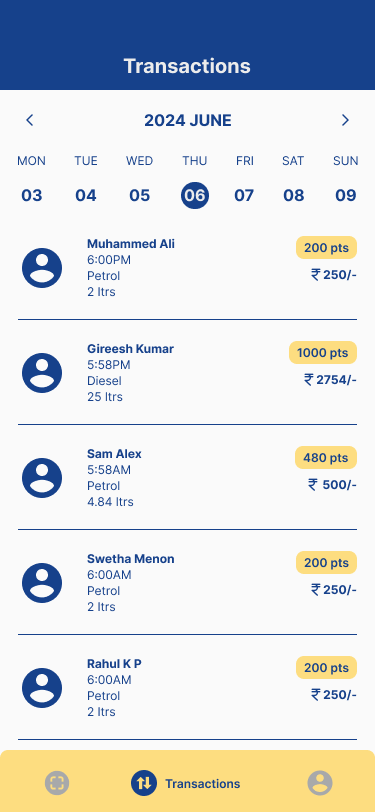 Transactions
2024 JUNE
MON TUE WED THU FRI SAT SUN
03 04 05 06 07 08 09
Muhammed Ali
6:00PM
Petrol
2 ltrs
200 pts
₹ 250/-
Gireesh Kumar
5:58PM
Diesel
25 ltrs
1000 pts
₹ 2754/-
Sam Alex
5:58AM
Petrol
4.84 ltrs
480 pts
₹ 500/-
Swetha Menon
6:00AM
Petrol
2 ltrs
200 pts
₹ 250/-
Rahul K P
6:00AM
Petrol
2 ltrs
200 pts
₹ 250/-
Transactions